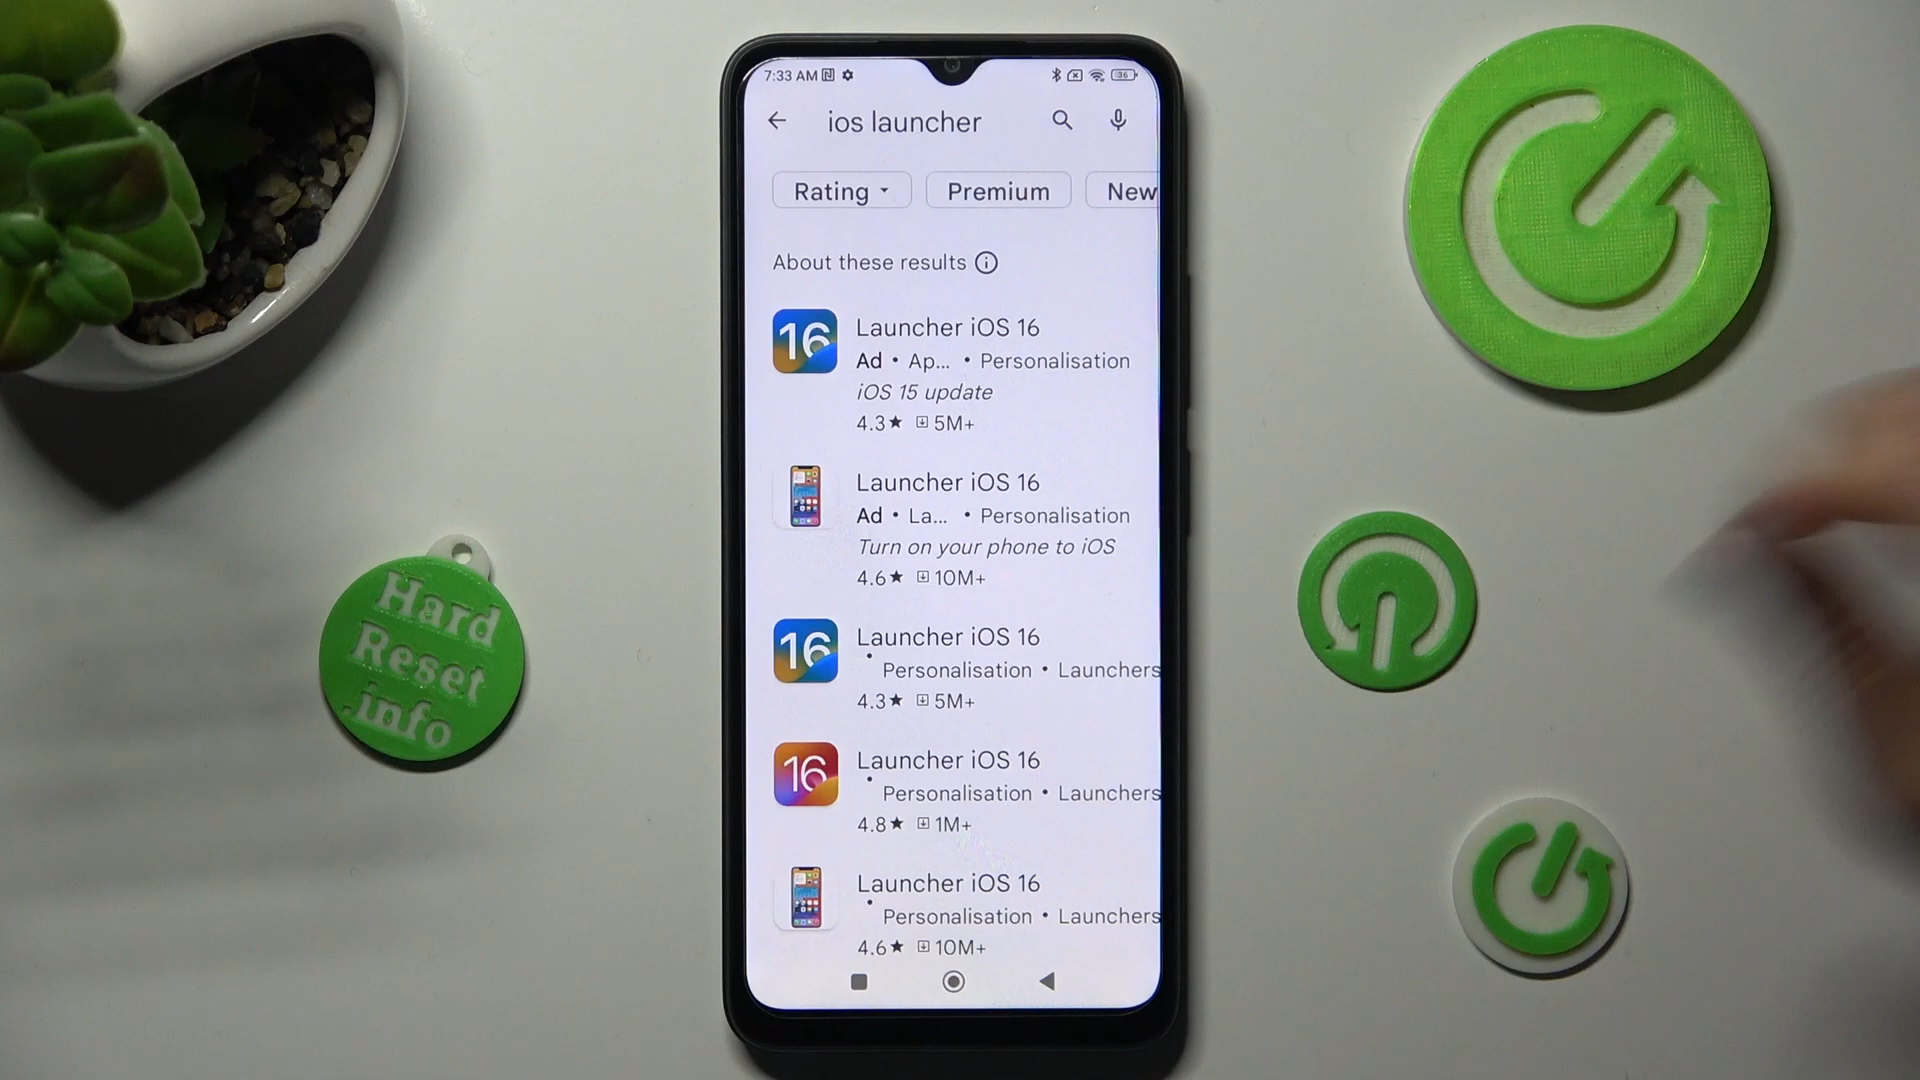 7:33 AM
36
ios launcher
Rating
Premium
New
About these results
16
Launcher iOS 16
Ad • Ap... • Personalisation
iOS 15 update
4.3★ 5M+
Launcher iOS 16
Ad • La... • Personalisation
Turn on your phone to iOS
4.6★ 10M+
16
Launcher iOS 16
• Personalisation • Launchers
4.3★ 5M+
16
Launcher iOS 16
• Personalisation • Launchers
4.8★ 1M+
Launcher iOS 16
• Personalisation • Launchers
4.6★ 10M+
Hard
Reset
.info